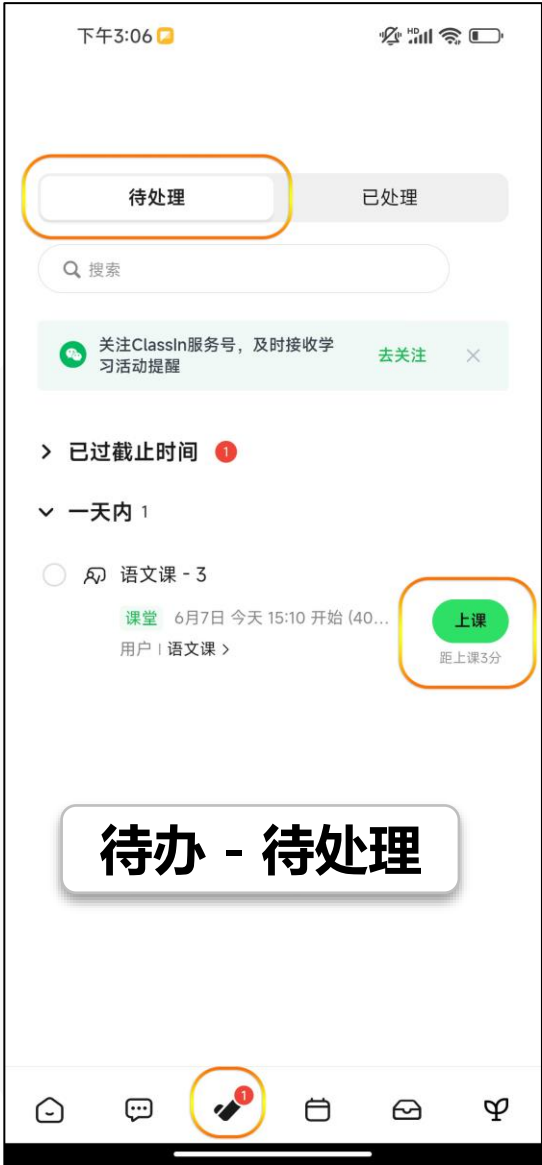 下午3:06
HD
待处理 已处理
搜索
关注ClassIn服务号，及时接收学
习活动提醒
去关注
已过截止时间 1
一天内 1
语文课 - 3
课堂 6月7日 今天 15:10 开始 (40...
用户 | 语文课 >
上课
距上课3分
待办 - 待处理
1